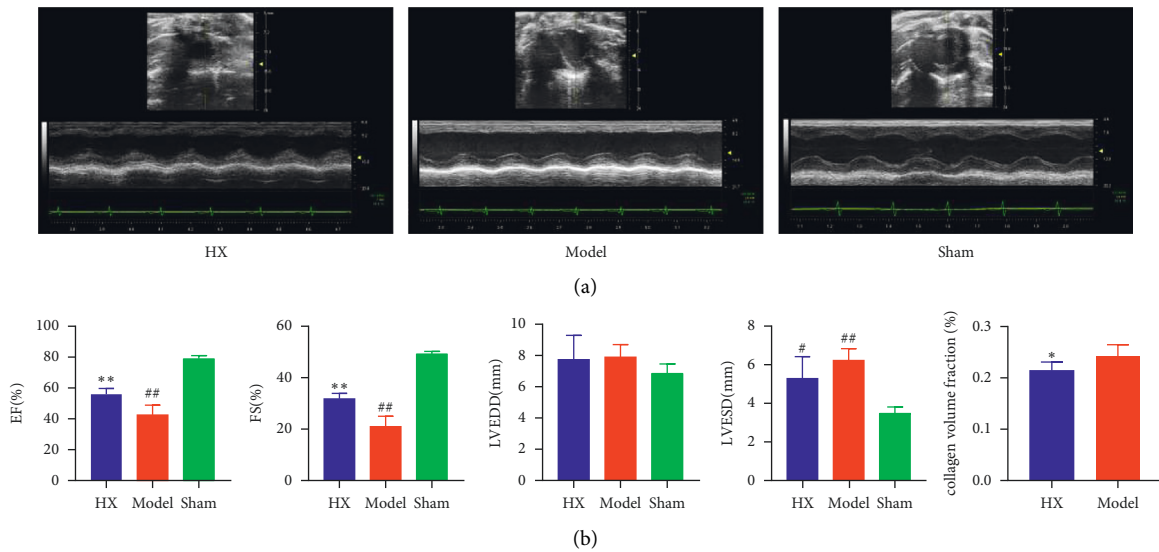 HX
Model
Sham
(a)
EF(%)
100
80
60
40
20
0
**
##
HX Model Sham
FS(%)
60
40
20
0
**
##
HX Model Sham
LVEDD(mm)
10
8
6
4
2
0
HX Model Sham
LVESD(mm)
8
6
4
2
0
#
##
HX Model Sham
collagen volume fraction (%)
0.3
0.2
0.1
0.0
*
HX Model
(b)